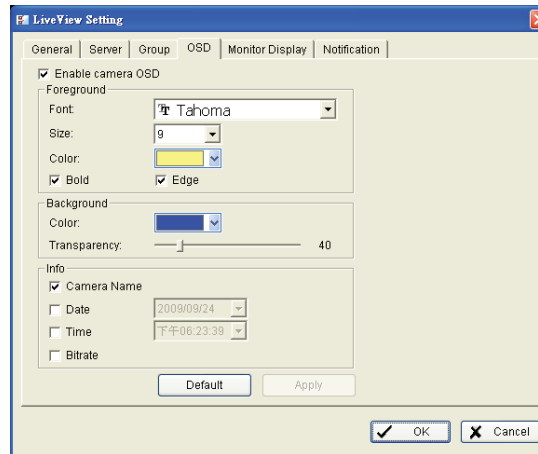 LiveView Setting
General Server Group OSD Monitor Display Notification
Enable camera OSD
Foreground
Font: Tahoma
Size: 9
Color:
Bold Edge
Background
Color:
Transparency: 40
Info
Camera Name
Date 2009/09/24
Time 下午06:23:39
Bitrate
Default Apply
OK Cancel